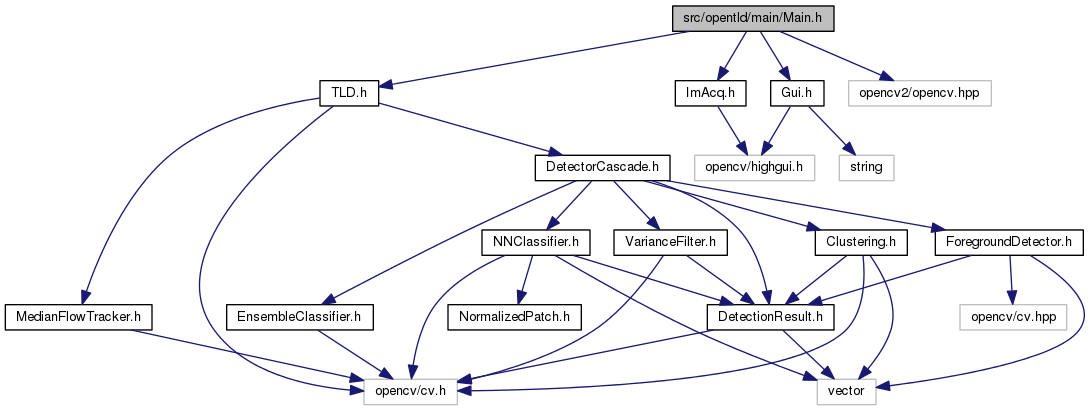 src/opentld/main/Main.h
TLD.h
ImAcq.h
Gui.h
opencv2/opencv.hpp
DetectorCascade.h
opencv/highgui.h
string
NNClassifier.h
VarianceFilter.h
Clustering.h
ForegroundDetector.h
MedianFlowTracker.h
EnsembleClassifier.h
NormalizedPatch.h
DetectionResult.h
opencv/cv.hpp
opencv/cv.h
vector